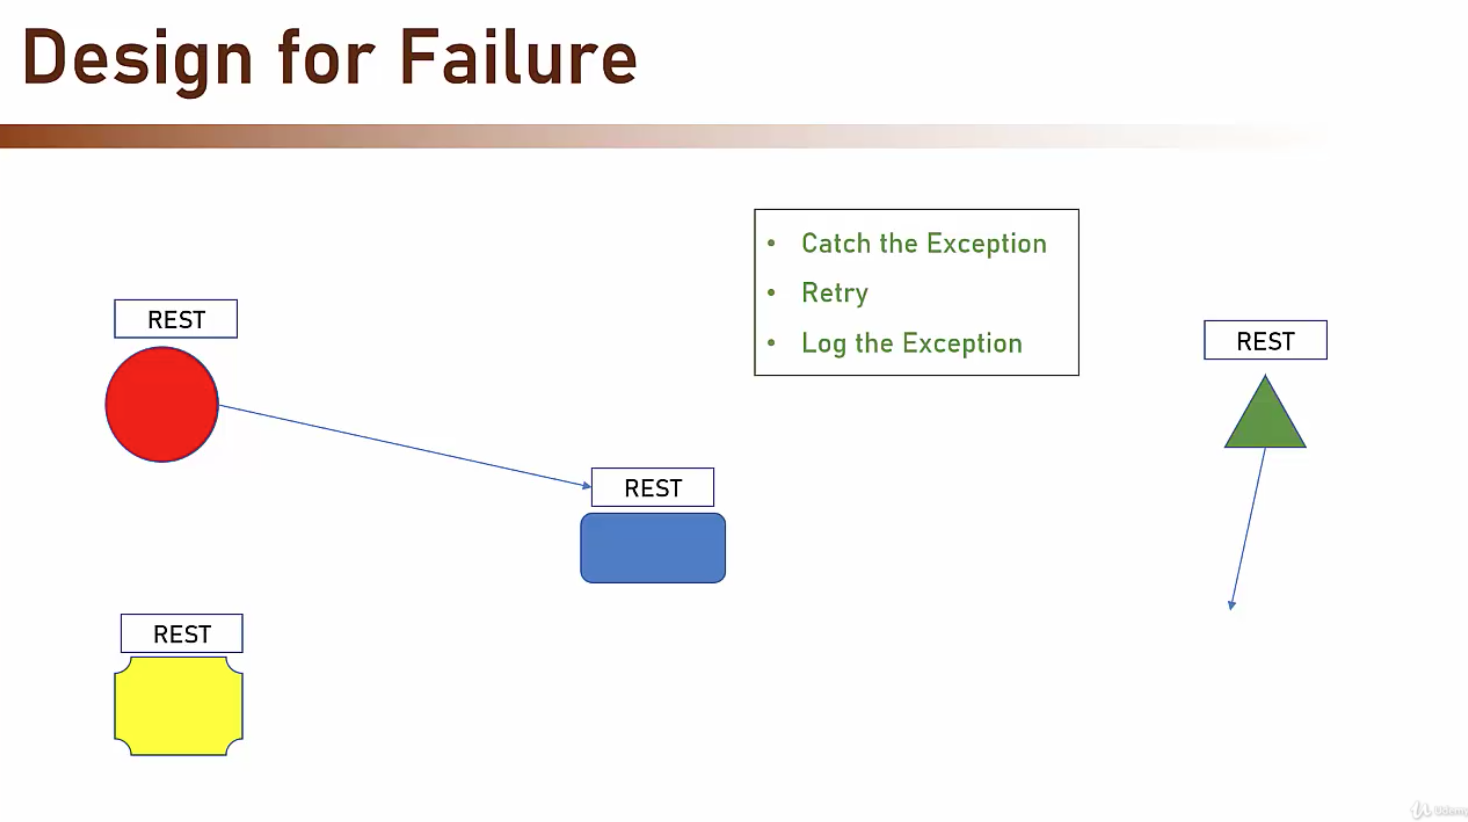 Design for Failure
• Catch the Exception
• Retry
• Log the Exception
REST
REST
REST
REST
Udemy